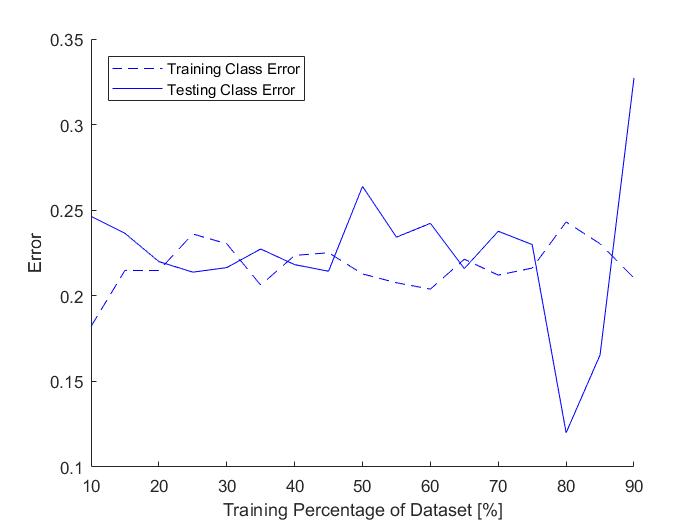 0.35
Training Class Error
Testing Class Error
0.3
0.25
Error
0.2
0.15
0.1
10 20 30 40 50 60 70 80 90
Training Percentage of Dataset [%]